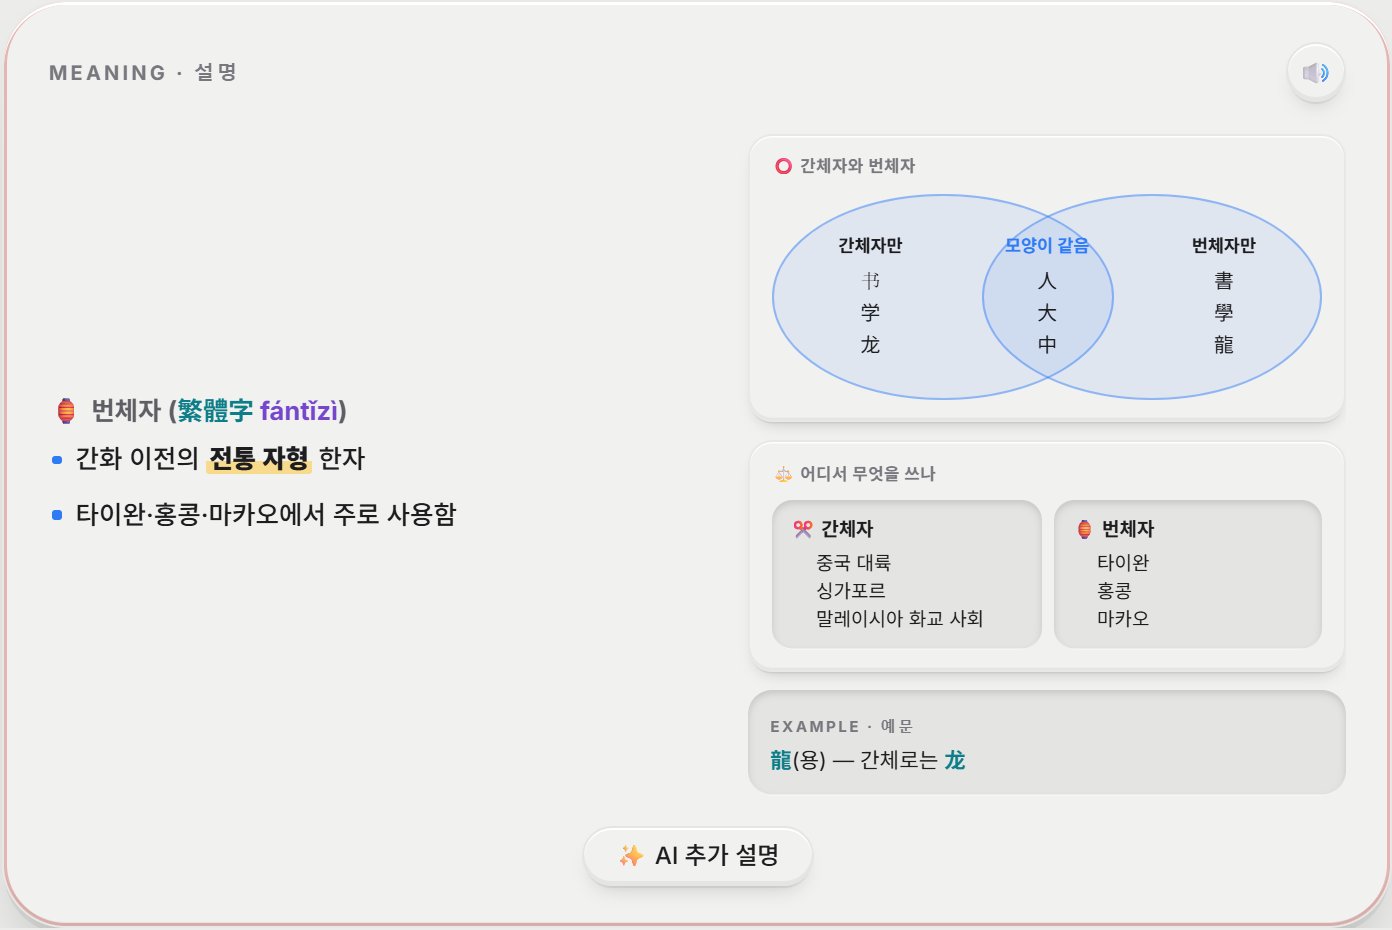 MEANING · 설명
번체자 (繁體字 fántǐzì)
간화 이전의 전통 자형 한자
타이완·홍콩·마카오에서 주로 사용함
간체자와 번체자
간체자만
书
学
龙
모양이 같음
人
大
中
번체자만
書
學
龍
어디서 무엇을 쓰나
간체자
중국 대륙
싱가포르
말레이시아 화교 사회
번체자
타이완
홍콩
마카오
EXAMPLE · 예문
龍(용) — 간체로는 龙
AI 추가 설명